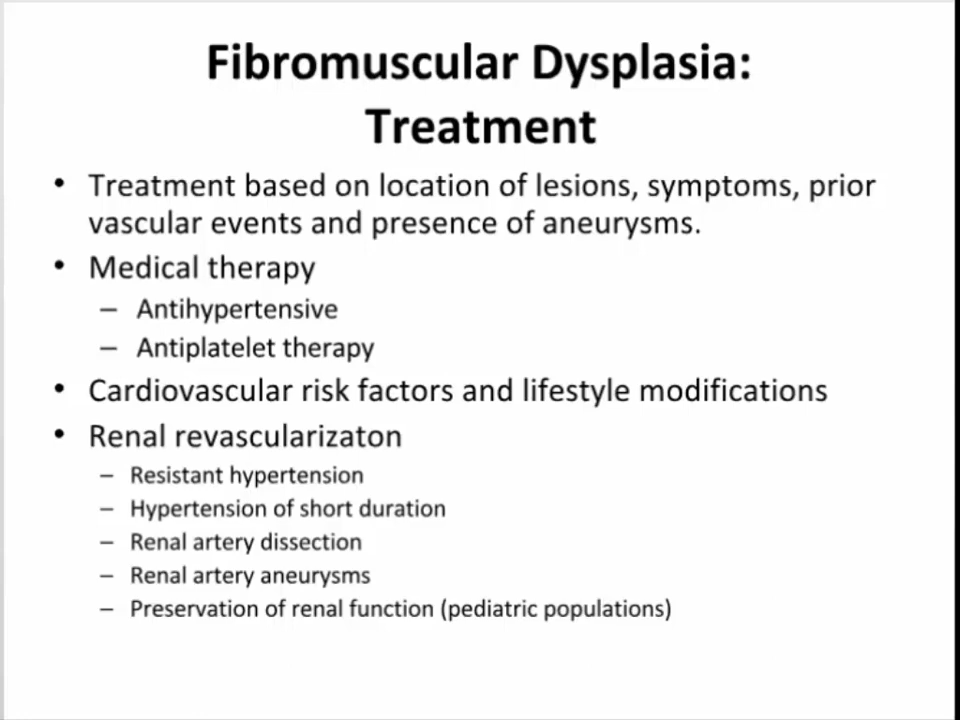 Fibromuscular Dysplasia:
Treatment
• Treatment based on location of lesions, symptoms, prior
vascular events and presence of aneurysms.
• Medical therapy
– Antihypertensive
– Antiplatelet therapy
• Cardiovascular risk factors and lifestyle modifications
• Renal revascularizaton
– Resistant hypertension
– Hypertension of short duration
– Renal artery dissection
– Renal artery aneurysms
– Preservation of renal function (pediatric populations)